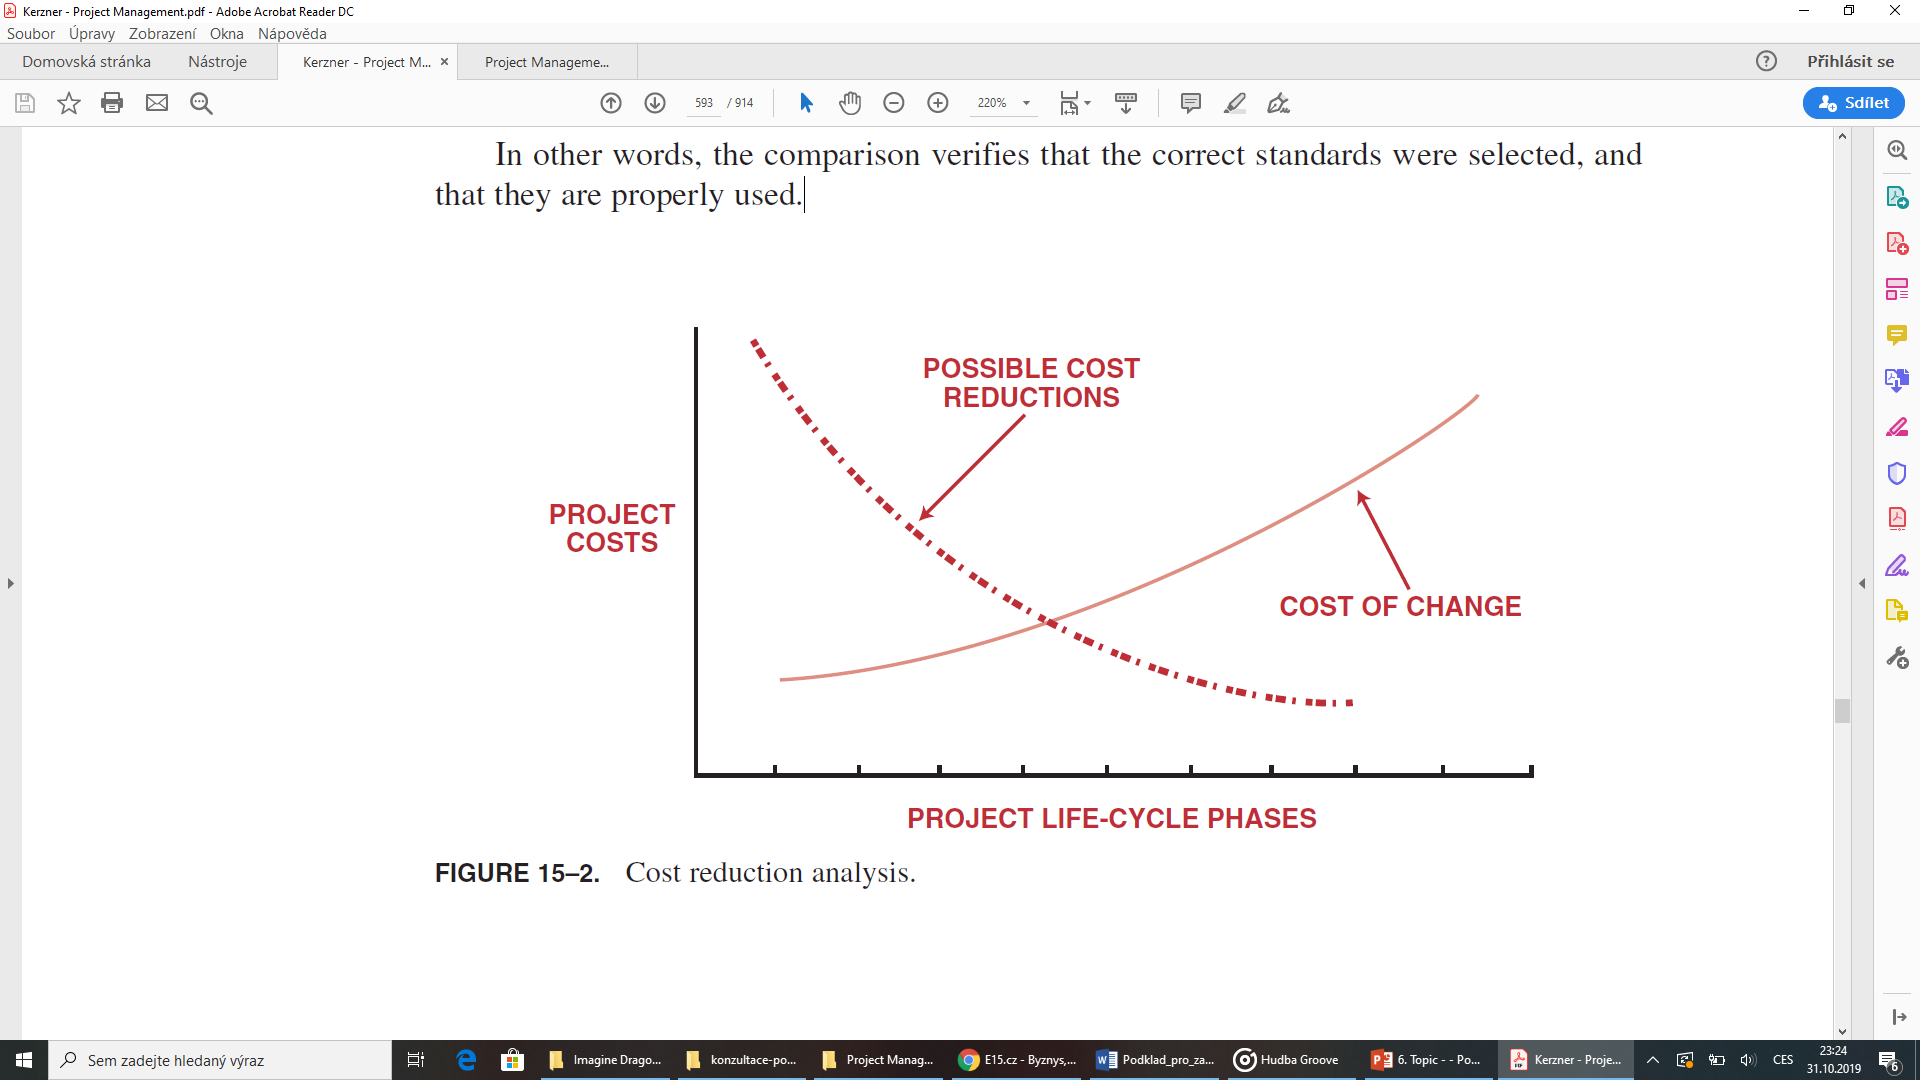 Kerzner - Project Management.pdf - Adobe Acrobat Reader DC
Soubor Úpravy Zobrazení Okna Nápověda
Domovská stránka Nástroje Kerzner - Project M... × Project Manageme... Přihlásit se
593 / 914 220% Sdílet
In other words, the comparison verifies that the correct standards were selected, and
that they are properly used.
POSSIBLE COST
REDUCTIONS
PROJECT
COSTS
COST OF CHANGE
PROJECT LIFE-CYCLE PHASES
FIGURE 15–2. Cost reduction analysis.
Sem zadejte hledaný výraz
Imagine Drago... konzultace-po... Project Manag... E15.cz - Byznys,... Podklad_pro_za... Hudba Groove 6. Topic - - Po... Kerzner - Proje...
CES
23:24
31.10.2019
6